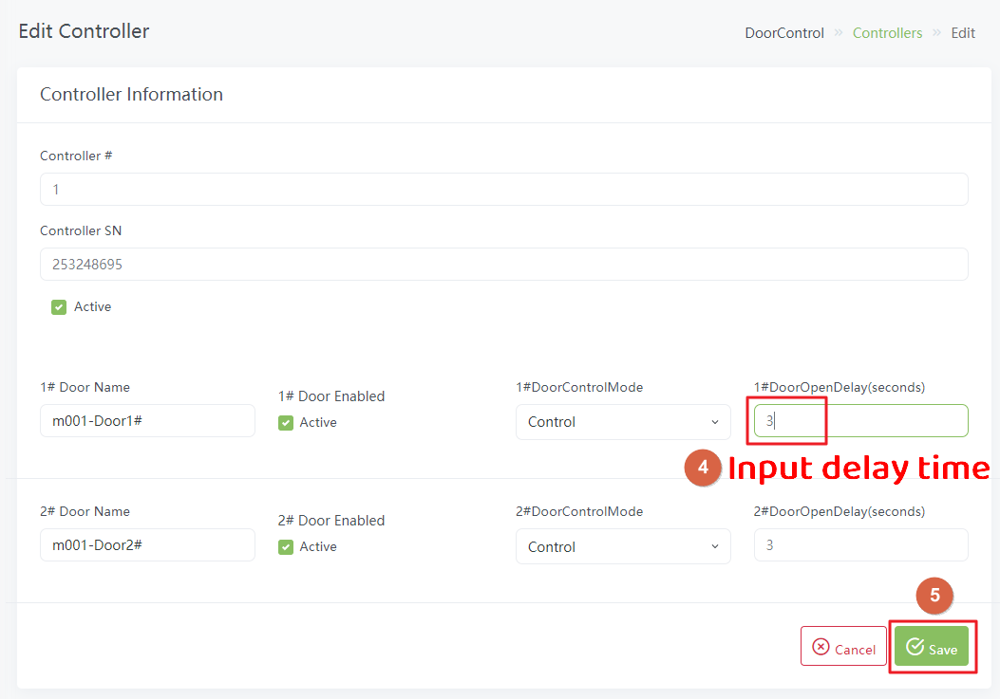 Edit Controller
DoorControl » Controllers » Edit
Controller Information
Controller #
1
Controller SN
253248695
Active
1# Door Name
1# Door Enabled
1#DoorControlMode
1#DoorOpenDelay(seconds)
m001-Door1#
Active
Control
3
4 Input delay time
2# Door Name
2# Door Enabled
2#DoorControlMode
2#DoorOpenDelay(seconds)
m001-Door2#
Active
Control
3
5
Cancel
Save